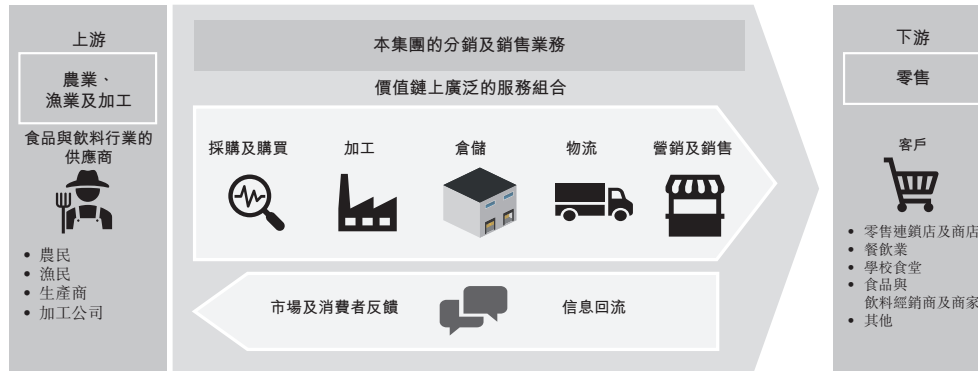 上游
農業、
漁業及加工
食品與飲料行業的
供應商
• 農民
• 漁民
• 生產商
• 加工公司
本集團的分銷及銷售業務
價值鏈上廣泛的服務組合
採購及購買
加工
倉儲
物流
營銷及銷售
市場及消費者反饋
信息回流
下游
零售
客戶
• 零售連鎖店及商店
• 餐飲業
• 學校食堂
• 食品與
飲料經銷商及商家
• 其他